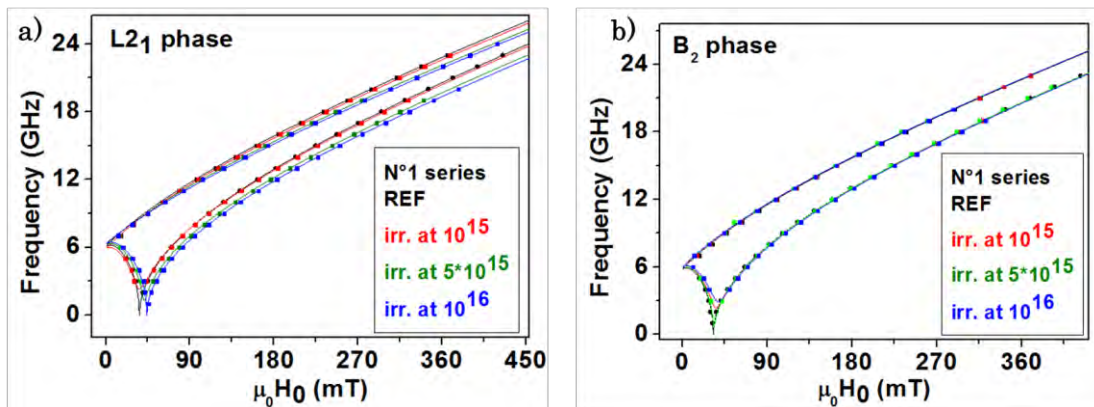 a)
L2₁ phase
Frequency (GHz)
24
18
12
6
0
N°1 series
REF
irr. at 10¹⁵
irr. at 5*10¹⁵
irr. at 10¹⁶
0 90 180 270 360 450
μ₀H₀ (mT)
b)
B₂ phase
Frequency (GHz)
24
18
12
6
0
N°1 series
REF
irr. at 10¹⁵
irr. at 5*10¹⁵
irr. at 10¹⁶
0 90 180 270 360
μ₀H₀ (mT)